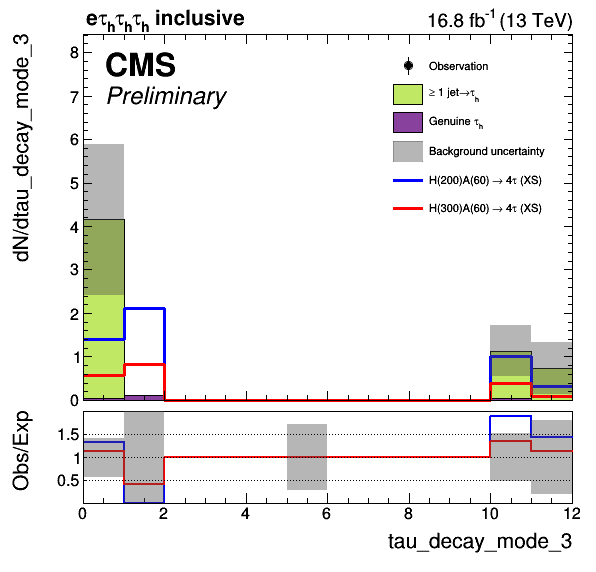 eτhτhτh inclusive 16.8 fb-1 (13 TeV)
CMS
Preliminary
Observation
≥ 1 jet→τh
Genuine τh
Background uncertainty
H(200)A(60) → 4τ (XS)
H(300)A(60) → 4τ (XS)
dN/dtau_decay_mode_3
8
7
6
5
4
3
2
1
0
Obs/Exp
1.5
1
0.5
0 2 4 6 8 10 12
tau_decay_mode_3